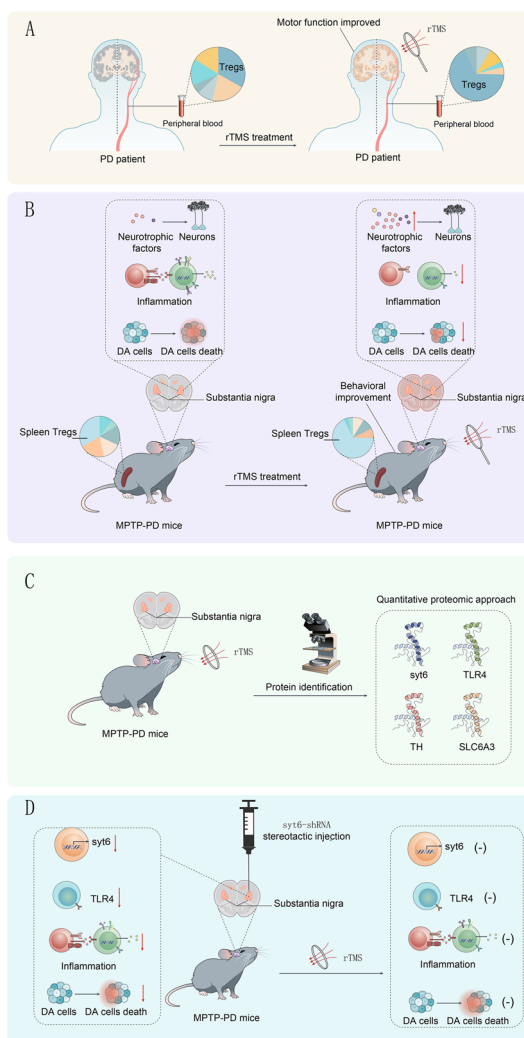 A
Motor function improved
rTMS
Tregs
Tregs
Peripheral blood
Peripheral blood
rTMS treatment
PD patient
PD patient
B
Neurotrophic
factors
Neurons
Neurotrophic
factors
Neurons
Inflammation
Inflammation
DA cells
DA cells death
DA cells
DA cells death
Substantia nigra
Behavioral
improvement
Substantia nigra
Spleen Tregs
Spleen Tregs
rTMS
rTMS treatment
MPTP-PD mice
MPTP-PD mice
C
Quantitative proteomic approach
Substantia nigra
rTMS
syt6
TLR4
Protein identification
MPTP-PD mice
TH
SLC6A3
D
syt6-shRNA
stereotactic injection
syt6
syt6
(-)
TLR4
TLR4
(-)
Substantia nigra
(-)
Inflammation
rTMS
Inflammation
(-)
DA cells
DA cells death
MPTP-PD mice
DA cells
DA cells death